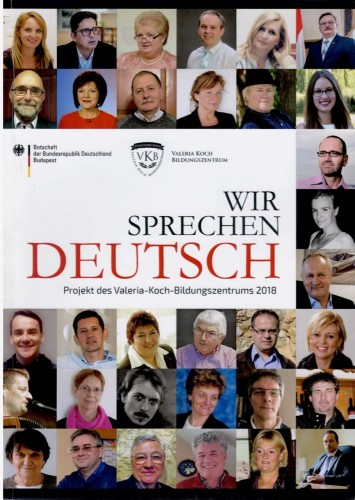 Botschaft
der Bundesrepublik Deutschland
Budapest
VKB
VALERIA KOCH
BILDUNGSZENTRUM
WIR
SPRECHEN
DEUTSCH
Projekt des Valeria-Koch-Bildungszentrums 2018